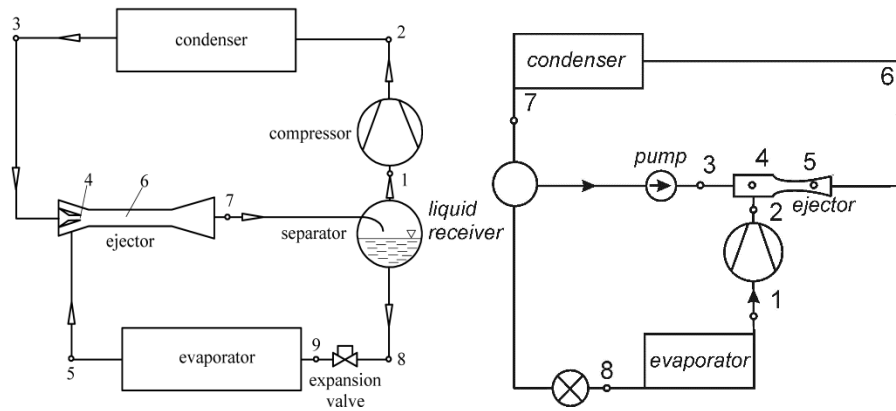 3
condenser
2
compressor
1
4
6
7
ejector
separator
liquid
receiver
5
evaporator
9
8
expansion
valve
condenser
6
7
pump
3
4
5
ejector
2
1
evaporator
8